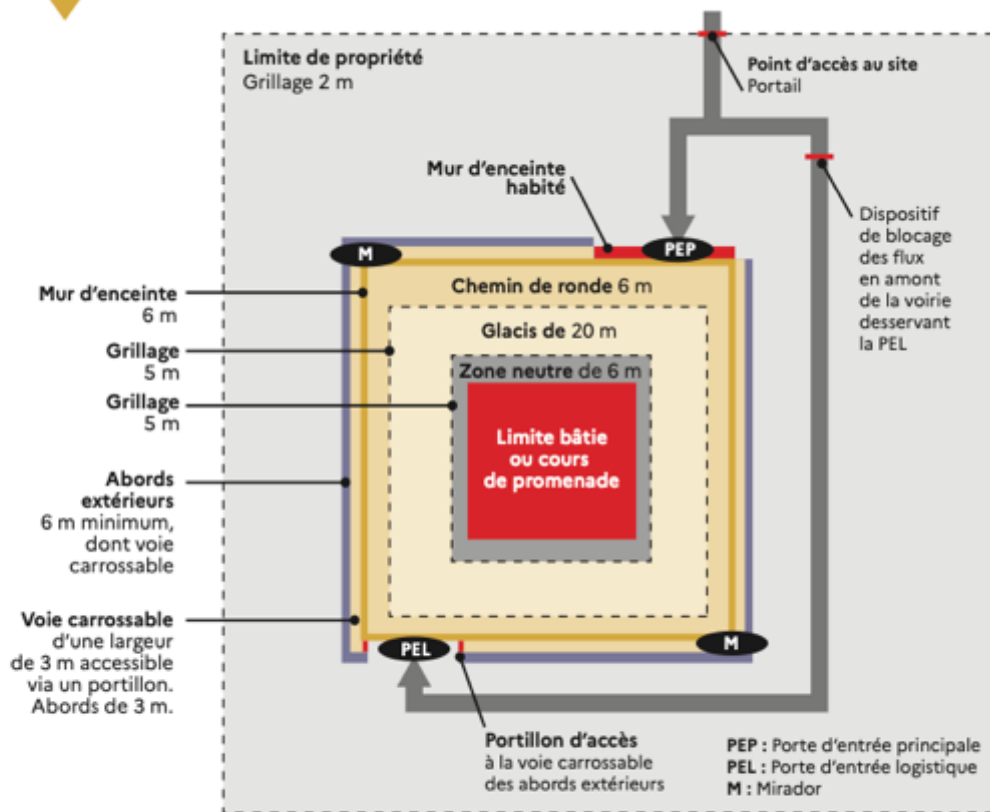 Limite de propriété
Grillage 2 m
Point d'accès au site
Portail
Mur d'enceinte
habité
Dispositif
de blocage
des flux
en amont
de la voirie
desservant
la PEL
M
PEP
Chemin de ronde 6 m
Glacis de 20 m
Zone neutre de 6 m
Limite bâtie
ou cours
de promenade
Mur d'enceinte
6 m
Grillage
5 m
Grillage
5 m
Abords
extérieurs
6 m minimum,
dont voie
carrossable
Voie carrossable
d'une largeur
de 3 m accessible
via un portillon.
Abords de 3 m.
PEL
M
Portillon d'accès
à la voie carrossable
des abords extérieurs
PEP : Porte d'entrée principale
PEL : Porte d'entrée logistique
M : Mirador